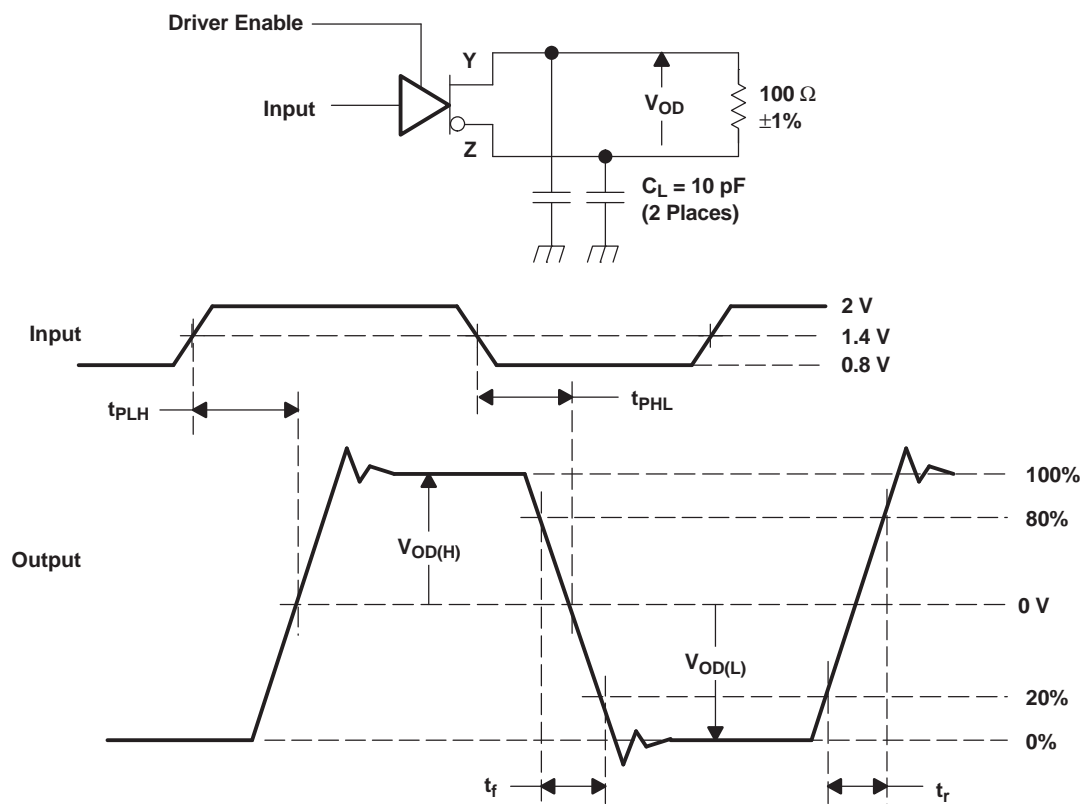 Driver Enable
Y
Input
V_OD
100 Ω
±1%
Z
C_L = 10 pF
(2 Places)
2 V
Input
1.4 V
0.8 V
t_PLH
t_PHL
100%
80%
V_OD(H)
Output
0 V
V_OD(L)
20%
0%
t_f
t_r